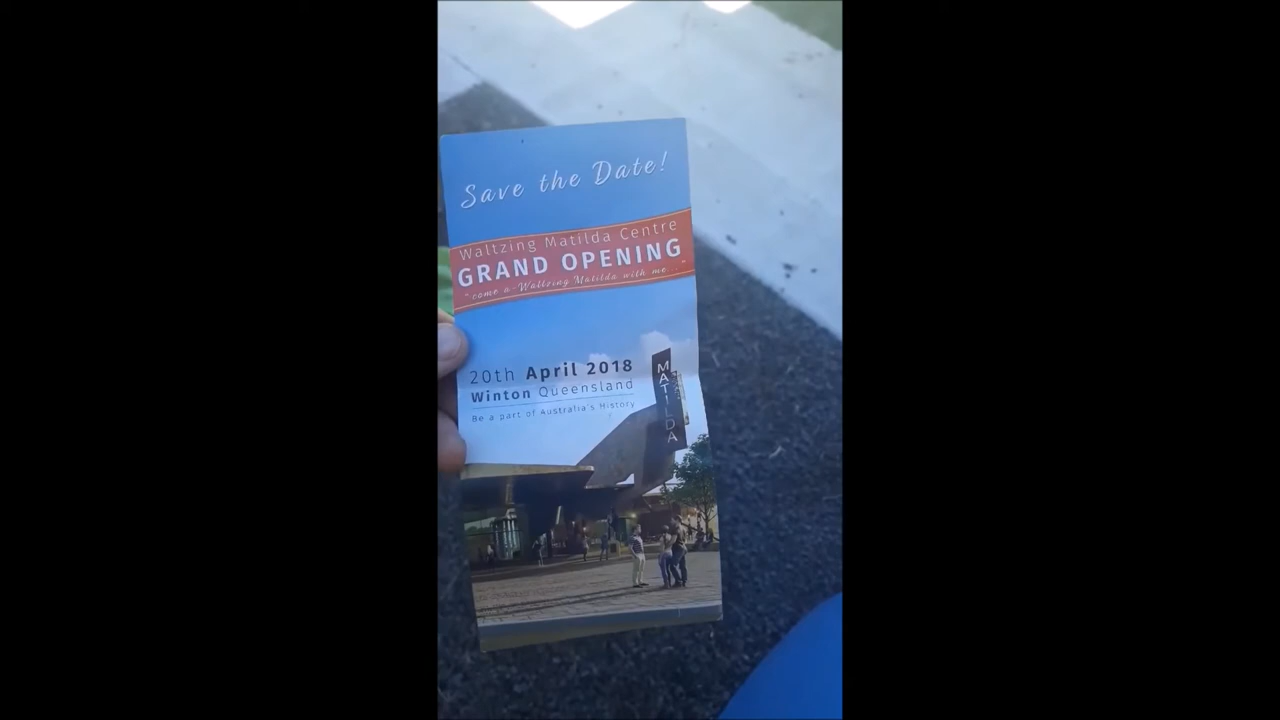 Save the Date!
Waltzing Matilda Centre
GRAND OPENING
"come a-Waltzing Matilda with me..."
20th April 2018
Winton Queensland
Be a part of Australia's History
MATILDA